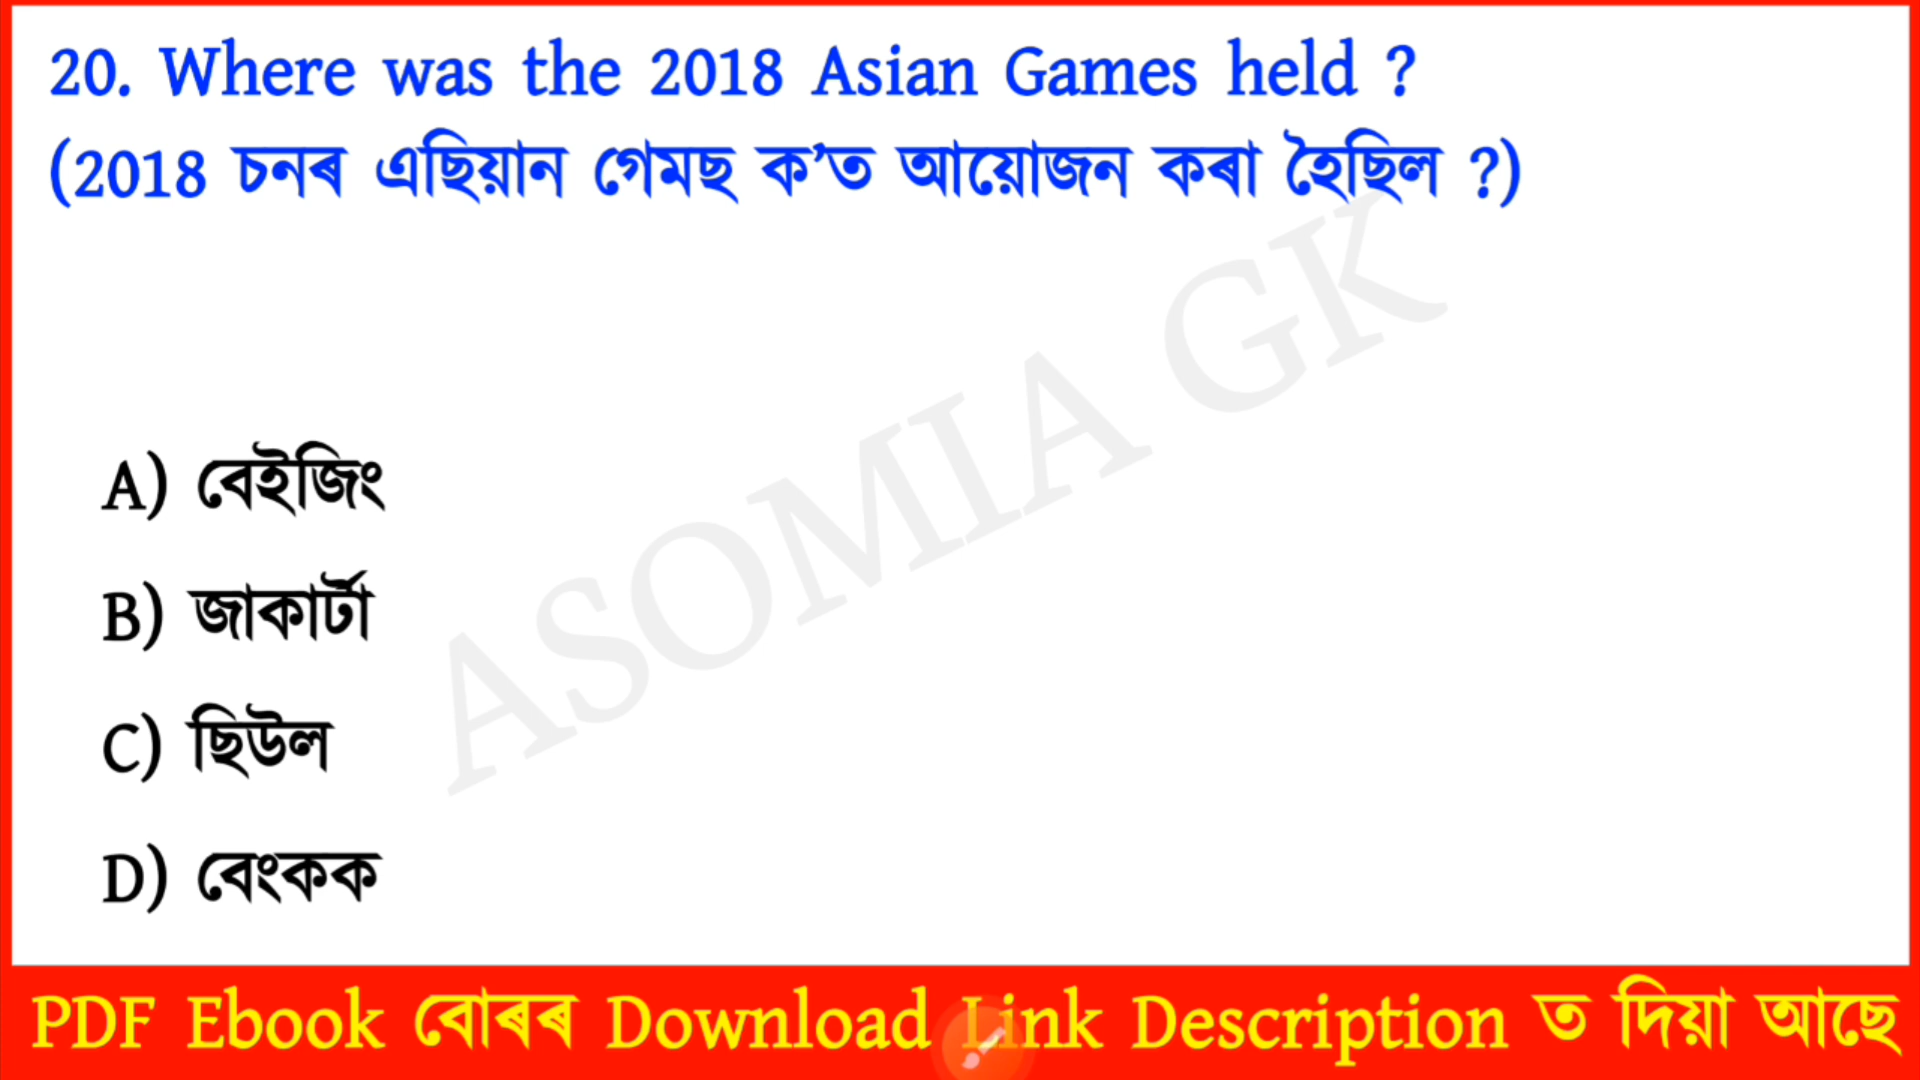 20. Where was the 2018 Asian Games held ?
(2018 চনৰ এছিয়ান গেমছ ক’ত আয়োজন কৰা হৈছিল ?)
ASOMIA GK
A) বেইজিং
B) জাকাৰ্টা
C) ছিউল
D) বেংকক
PDF Ebook বোৰৰ Download Link Description ত দিয়া আছে